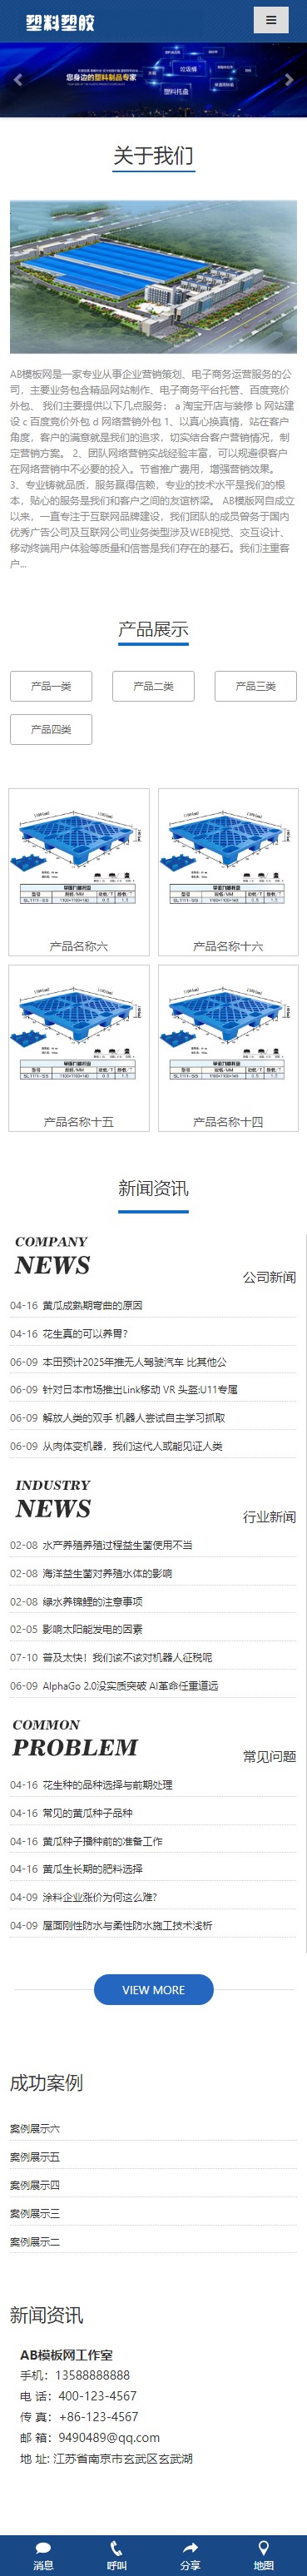 塑料塑胶
您身边的塑料制品专家
垃圾桶
塑料托盘
关于我们
AB模板网是一家专业从事企业营销策划、电子商务运营服务的公
司，主要业务包含精品网站制作、电子商务平台托管、百度竞价
外包、 我们主要提供以下几点服务： a 淘宝开店与装修 b 网站建
设 c 百度竞价外包 d 网络营销外包 1、以真心换真情，站在客户
角度，客户的满意就是我们的追求，切实结合客户营销情况，制
定营销方案。 2、团队网络营销实战经验丰富，可以规避很客户
在网络营销中不必要的投入。节省推广费用，增强营销效果。
3、专业铸就品质，服务赢得信赖，专业的技术水平是我们的根
本，贴心的服务是我们和客户之间的友谊桥梁。 AB模版网自成立
以来，一直专注于互联网品牌建设，我们团队的成员曾务于国内
优秀广告公司及互联网公司业务类型涉及WEB视觉、交互设计、
移动终端用户体验等质量和信誉是我们存在的基石。我们注重客
户...
产品展示
产品一类 产品二类 产品三类
产品四类
产品名称六 产品名称十六
产品名称十五 产品名称十四
新闻资讯
COMPANY
NEWS
公司新闻
04-16 黄瓜成熟期弯曲的原因
04-16 花生真的可以养胃？
06-09 本田预计2025年推无人驾驶汽车 比其他公
06-09 针对日本市场推出Link移动 VR 头盔:U11专属
06-09 解放人类的双手 机器人尝试自主学习抓取
06-09 从肉体变机器，我们这代人或能见证人类
INDUSTRY
NEWS
行业新闻
02-08 水产养殖养殖过程益生菌使用不当
02-08 海洋益生菌对养殖水体的影响
02-08 绿水养锦鲤的注意事项
02-05 影响太阳能发电的因素
07-10 普及太快！我们该不该对机器人征税呢
06-09 AlphaGo 2.0没实质突破 AI革命任重道远
COMMON
PROBLEM
常见问题
04-16 花生种的品种选择与前期处理
04-16 常见的黄瓜种子品种
04-16 黄瓜种子播种前的准备工作
04-16 黄瓜生长期的肥料选择
04-09 涂料企业涨价为何这么难?
04-09 屋面刚性防水与柔性防水施工技术浅析
VIEW MORE
成功案例
案例展示六
案例展示五
案例展示四
案例展示三
案例展示二
新闻资讯
AB模板网工作室
手机：13588888888
电 话：400-123-4567
传 真：+86-123-4567
邮 箱：9490489@qq.com
地 址: 江苏省南京市玄武区玄武湖
消息 呼叫 分享 地图